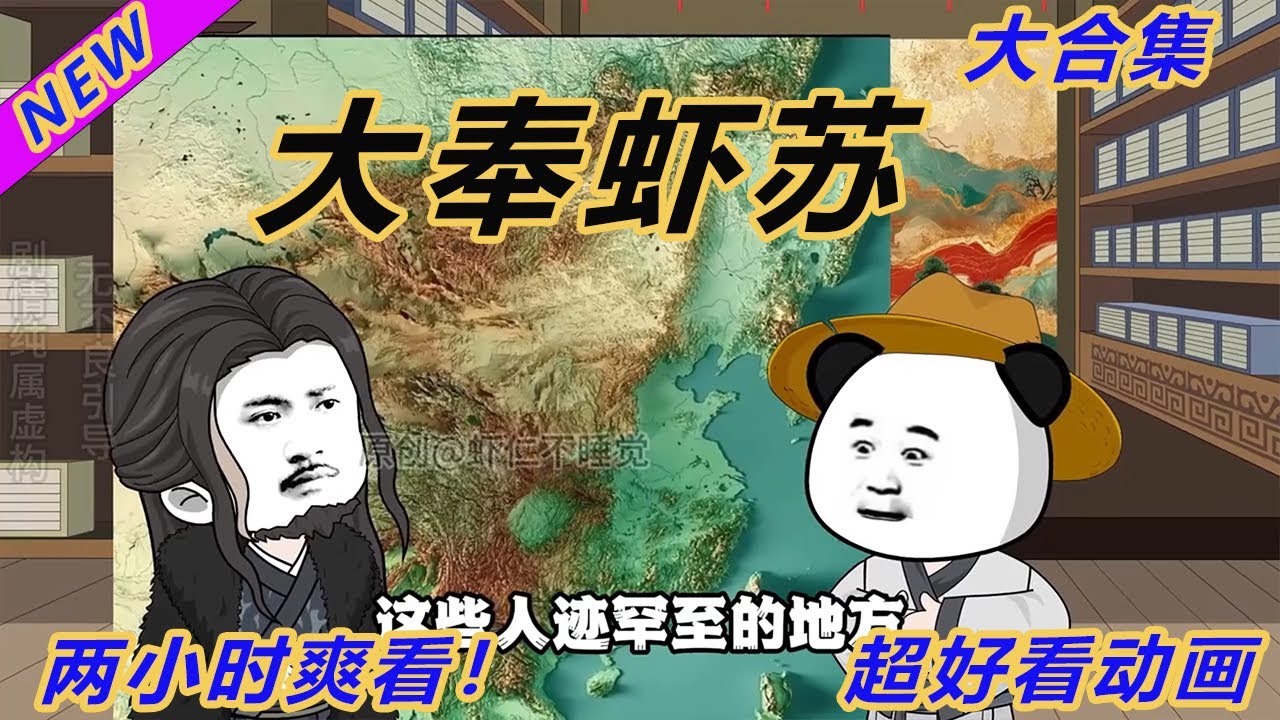 NEW
大合集
大奉虾苏
剧情纯属虚构
无不良引导
原创@虾仁不睡觉
这些人迹罕至的地方
两小时爽看!
超好看动画